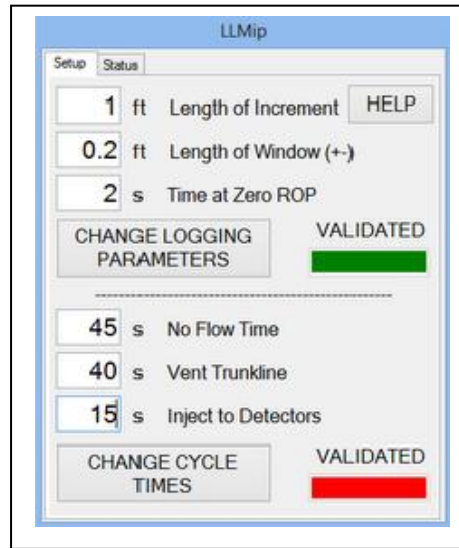 LLMip
Setup Status
1 ft Length of Increment HELP
0.2 ft Length of Window (+-)
2 s Time at Zero ROP
CHANGE LOGGING VALIDATED
PARAMETERS
45 s No Flow Time
40 s Vent Trunkline
15 s Inject to Detectors
CHANGE CYCLE VALIDATED
TIMES